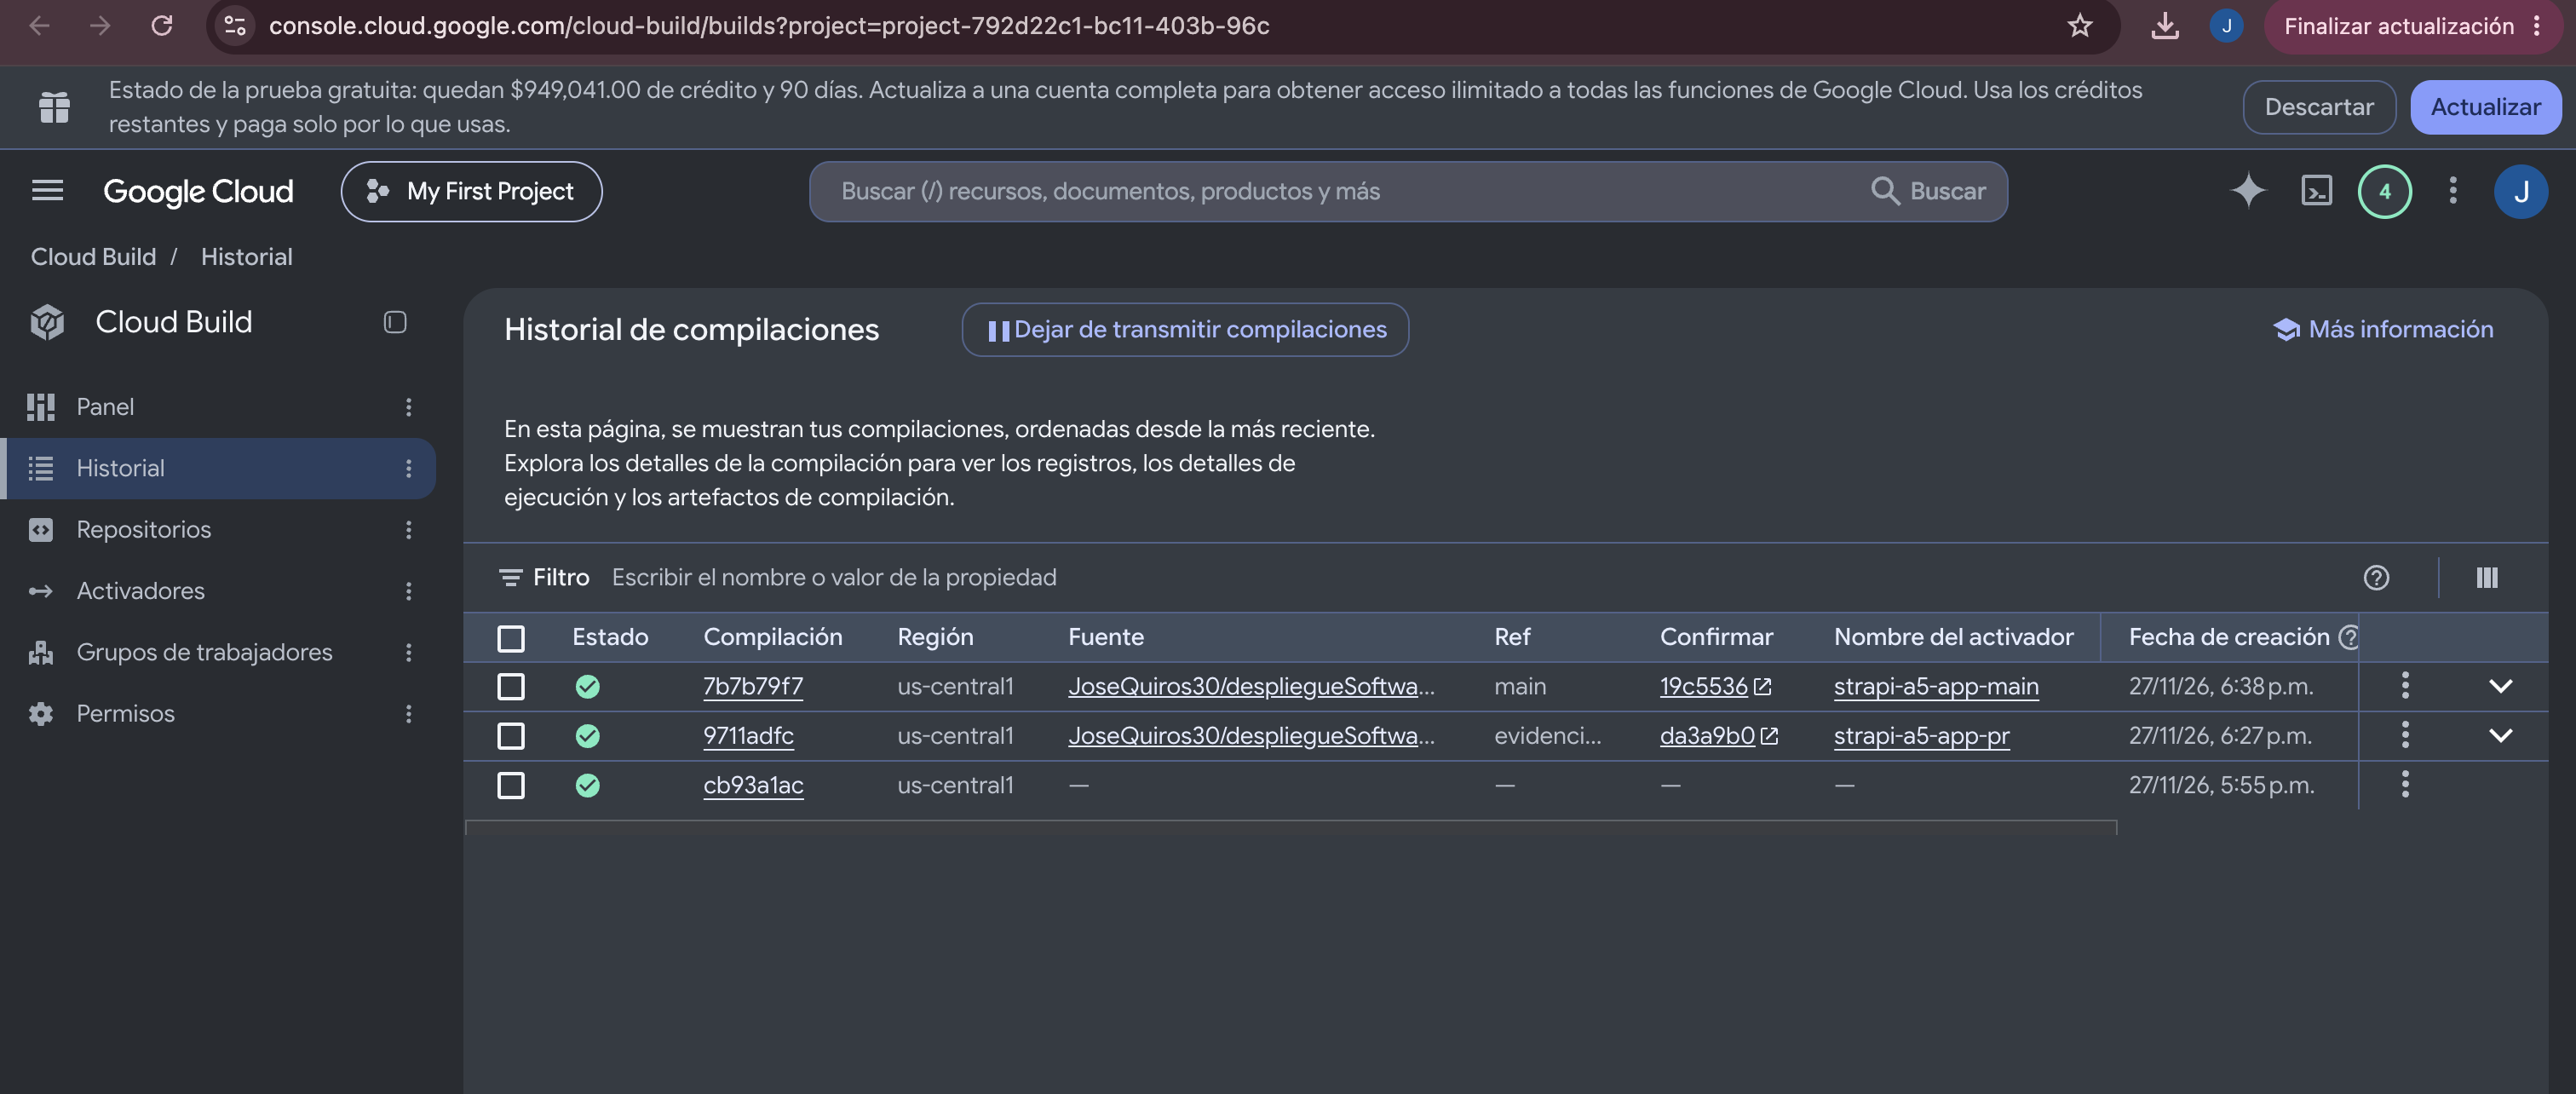 console.cloud.google.com/cloud-build/builds?project=project-792d22c1-bc11-403b-96c
J
Finalizar actualización
Estado de la prueba gratuita: quedan $949,041.00 de crédito y 90 días. Actualiza a una cuenta completa para obtener acceso ilimitado a todas las funciones de Google Cloud. Usa los créditos
restantes y paga solo por lo que usas.
Descartar
Actualizar
Google Cloud
My First Project
Buscar (/) recursos, documentos, productos y más
Buscar
4
J
Cloud Build / Historial
Cloud Build
Panel
Historial
Repositorios
Activadores
Grupos de trabajadores
Permisos
Historial de compilaciones
Dejar de transmitir compilaciones
Más información
En esta página, se muestran tus compilaciones, ordenadas desde la más reciente.
Explora los detalles de la compilación para ver los registros, los detalles de
ejecución y los artefactos de compilación.
Filtro Escribir el nombre o valor de la propiedad
Estado Compilación Región Fuente Ref Confirmar Nombre del activador Fecha de creación
7b7b79f7 us-central1 JoseQuiros30/despliegueSoftwa... main 19c5536 strapi-a5-app-main 27/11/26, 6:38 p.m.
9711adfc us-central1 JoseQuiros30/despliegueSoftwa... evidenci... da3a9b0 strapi-a5-app-pr 27/11/26, 6:27 p.m.
cb93a1ac us-central1 — — — — 27/11/26, 5:55 p.m.